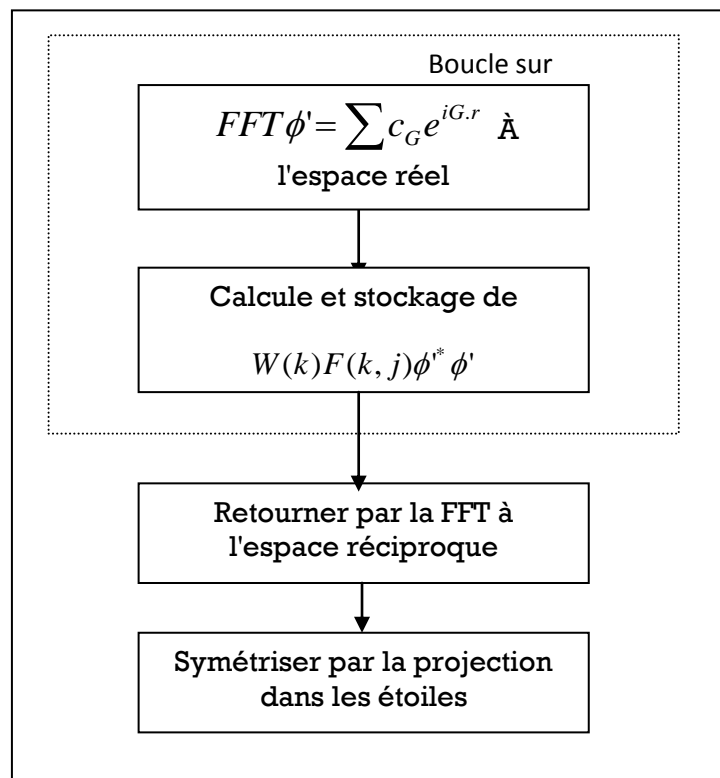 Boucle sur
FFTϕ'=∑c_G e^{iG.r} À
l'espace réel
Calcule et stockage de
W(k)F(k, j)ϕ'^* ϕ'
Retourner par la FFT à
l'espace réciproque
Symétriser par la projection
dans les étoiles